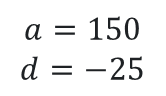 a = 150
d = −25